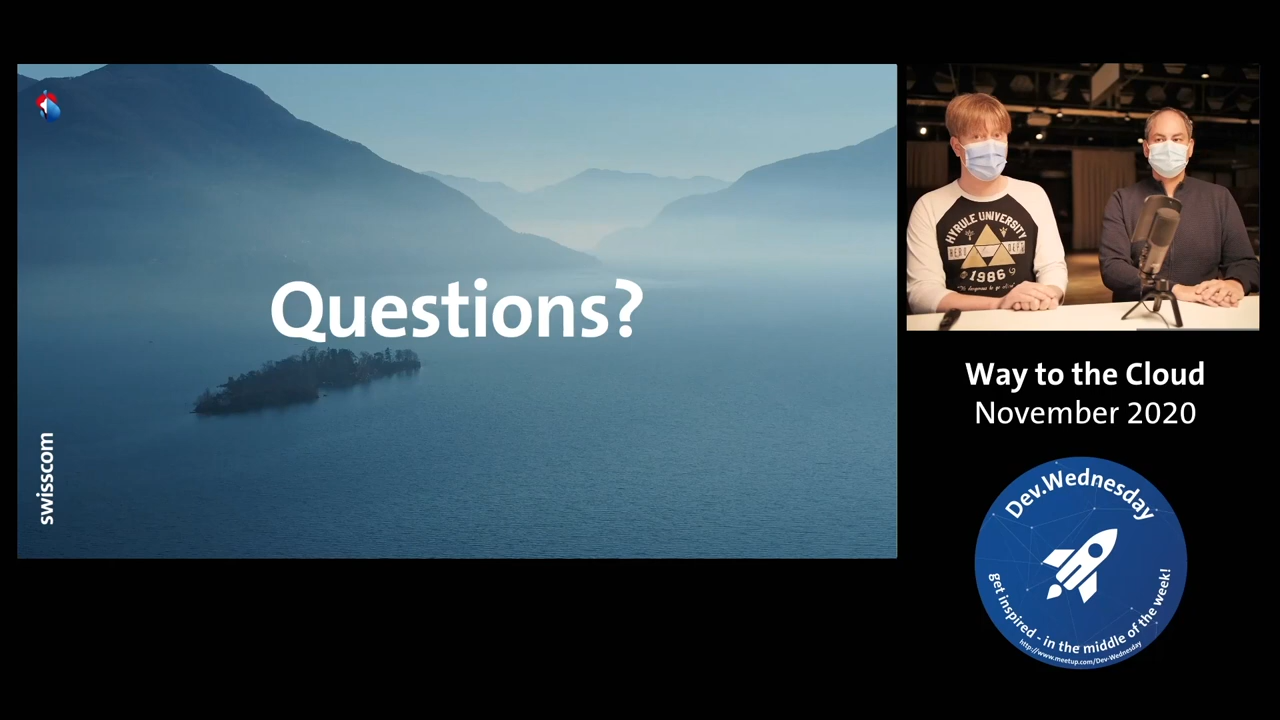 Questions?
swisscom
HYRULE UNIVERSITY
1986
Way to the Cloud
November 2020
Dev.Wednesday
get inspired - in the middle of the week!
http://www.meetup.com/Dev-Wednesday